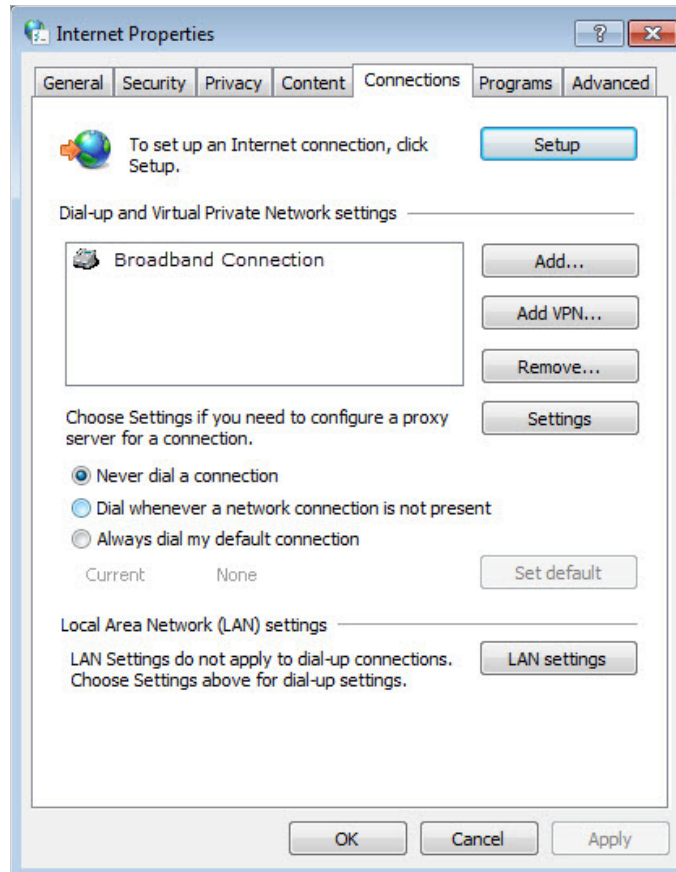 Internet Properties
General Security Privacy Content Connections Programs Advanced
To set up an Internet connection, click
Setup.
Setup
Dial-up and Virtual Private Network settings
Broadband Connection
Add...
Add VPN...
Remove...
Choose Settings if you need to configure a proxy
server for a connection.
Settings
Never dial a connection
Dial whenever a network connection is not present
Always dial my default connection
Current None
Set default
Local Area Network (LAN) settings
LAN Settings do not apply to dial-up connections.
Choose Settings above for dial-up settings.
LAN settings
OK Cancel Apply